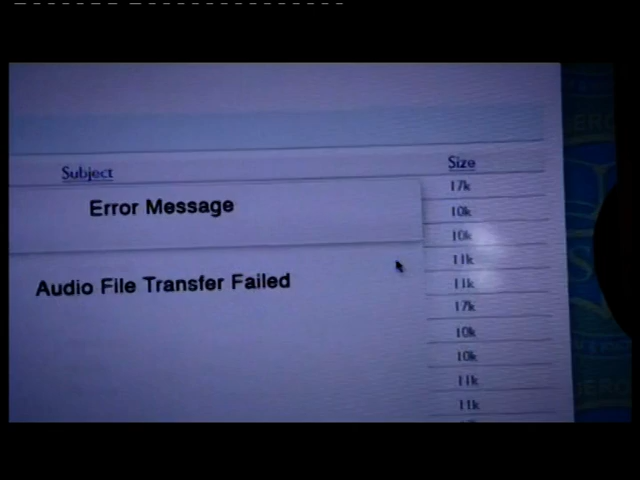 Subject Size
17k
Error Message
10k
10k
11k
Audio File Transfer Failed
11k
17k
10k
10k
11k
11k